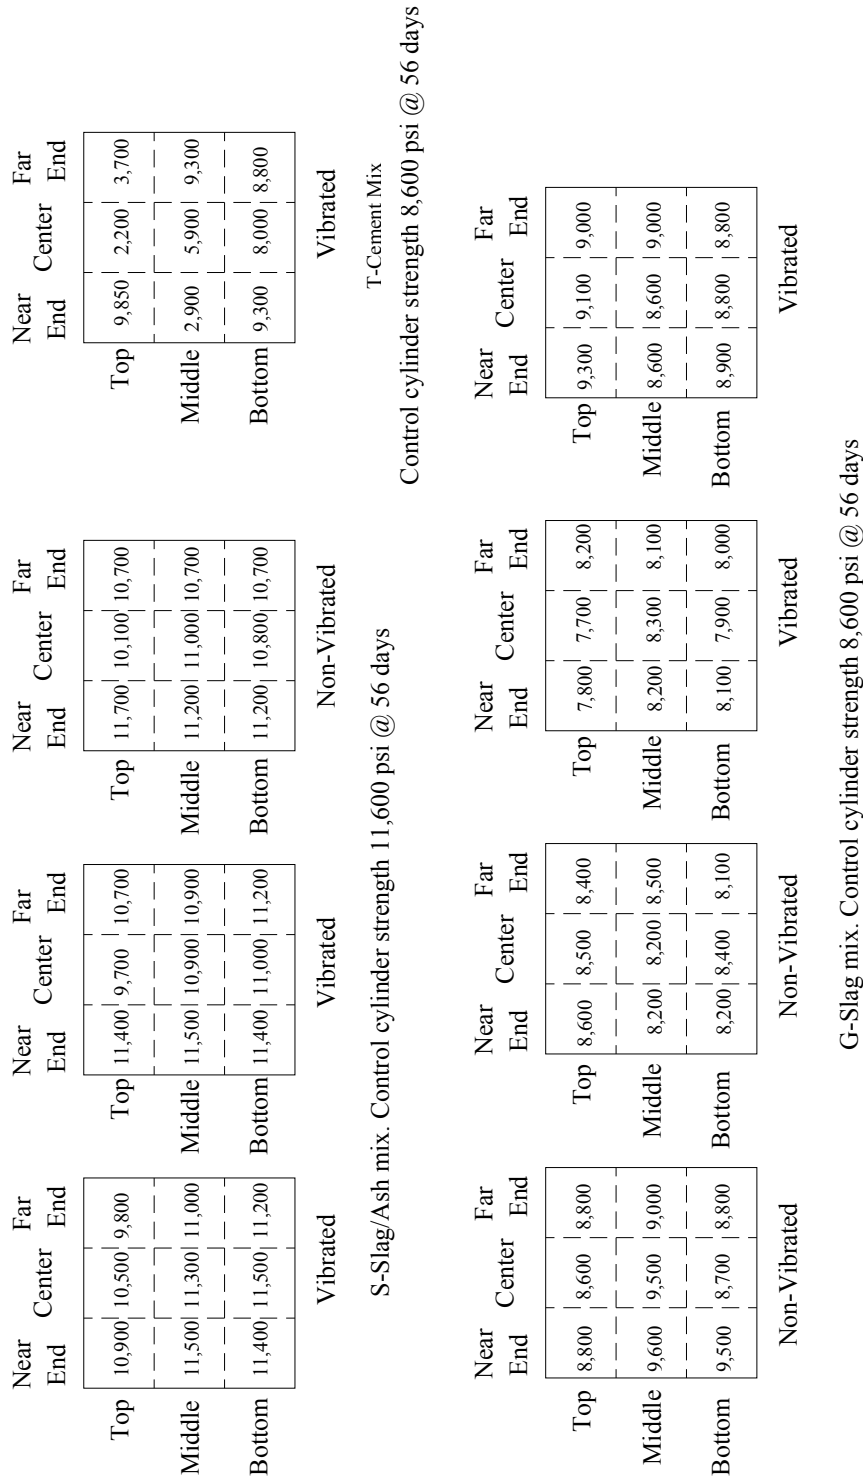 Near Center Far
End End
Top 10,900 10,500 9,800
Middle 11,500 11,300 11,000
Bottom 11,400 11,500 11,200
Vibrated
Near Center Far
End End
Top 11,400 9,700 10,700
Middle 11,500 10,900 10,900
Bottom 11,400 11,000 11,200
Vibrated
Near Center Far
End End
Top 11,700 10,100 10,700
Middle 11,200 11,000 10,700
Bottom 11,200 10,800 10,700
Non-Vibrated
S-Slag/Ash mix. Control cylinder strength 11,600 psi @ 56 days
Near Center Far
End End
Top 9,850 2,200 3,700
Middle 2,900 5,900 9,300
Bottom 9,300 8,000 8,800
Vibrated
T-Cement Mix
Control cylinder strength 8,600 psi @ 56 days
Near Center Far
End End
Top 8,800 8,600 8,800
Middle 9,600 9,500 9,000
Bottom 9,500 8,700 8,800
Non-Vibrated
Near Center Far
End End
Top 8,600 8,500 8,400
Middle 8,200 8,200 8,500
Bottom 8,200 8,400 8,100
Non-Vibrated
Near Center Far
End End
Top 7,800 7,700 8,200
Middle 8,200 8,300 8,100
Bottom 8,100 7,900 8,000
Vibrated
Near Center Far
End End
Top 9,300 9,100 9,000
Middle 8,600 8,600 9,000
Bottom 8,900 8,800 8,800
Vibrated
G-Slag mix. Control cylinder strength 8,600 psi @ 56 days